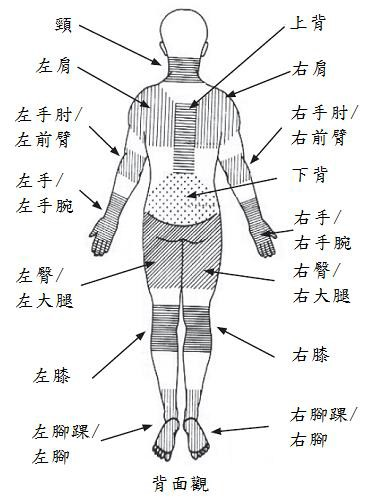 頸
上背
左肩
右肩
左手肘/
左前臂
右手肘/
右前臂
下背
左手/
左手腕
右手/
右手腕
左臀/
左大腿
右臀/
右大腿
左膝
右膝
左腳踝/
左腳
右腳踝/
右腳
背面觀